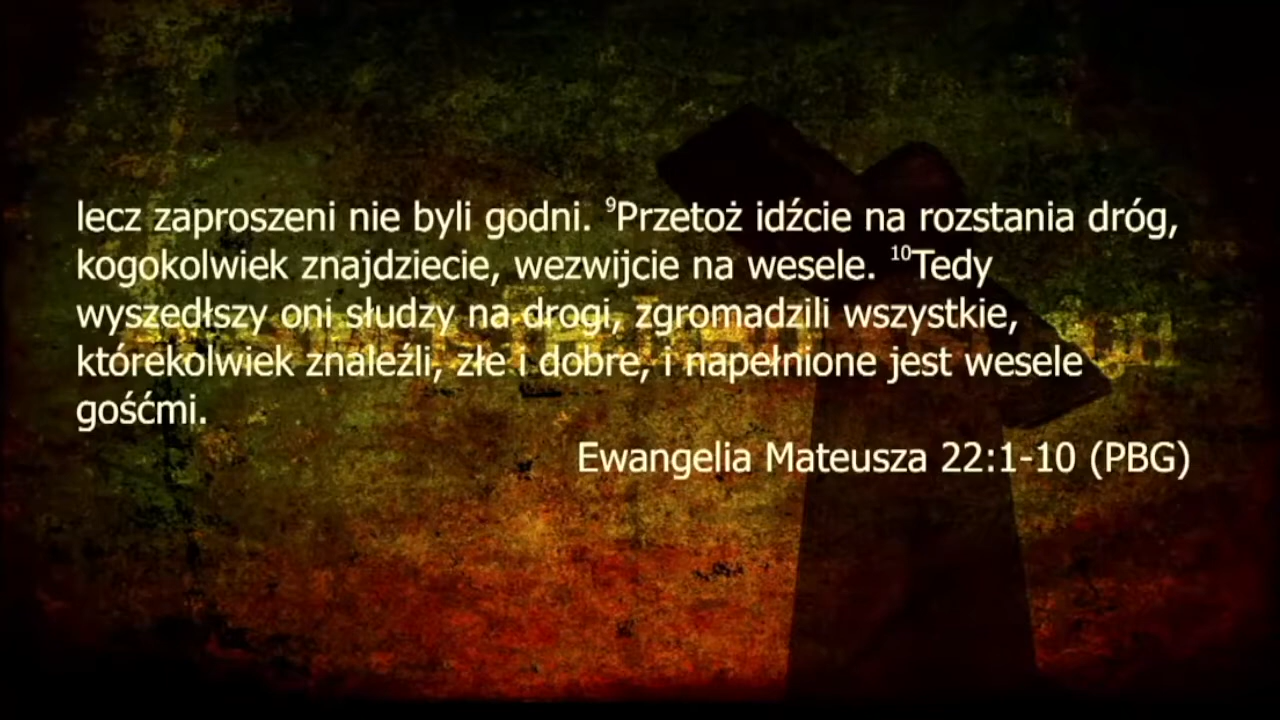 lecz zaproszeni nie byli godni. ⁹Przetoż idźcie na rozstania dróg,
kogokolwiek znajdziecie, wezwijcie na wesele. ¹⁰Tedy
wyszedłszy oni słudzy na drogi, zgromadzili wszystkie,
którekolwiek znaleźli, złe i dobre, i napełnione jest wesele
gośćmi.
Ewangelia Mateusza 22:1-10 (PBG)